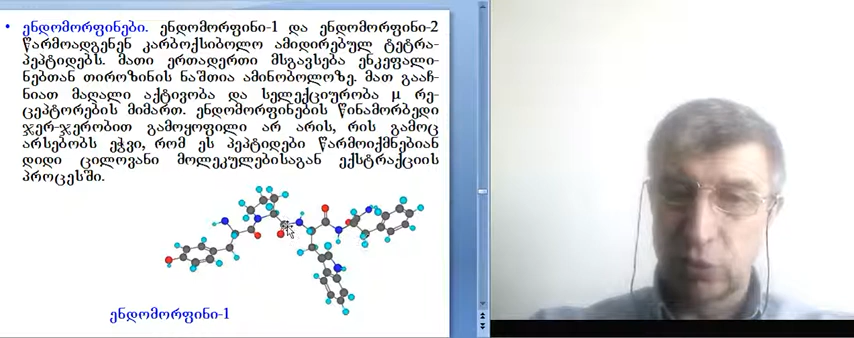 • ენდომორფინები. ენდომორფინი-1 და ენდომორფინი-2
წარმოადგენენ კარბოქსიბოლო ამიდირებულ ტეტრა-
პეპტიდებს. მათი ერთადერთი მსგავსება ენკეფალი-
ნებთან თიროზინის ნაშთია ამინობოლოზე. მათ გააჩ-
ნიათ მაღალი აქტივობა და სელექციურობა μ რე-
ცეპტორების მიმართ. ენდომორფინების წინამორბედი
ჯერ-ჯერობით გამოყოფილი არ არის, რის გამოც
არსებობს ეჭვი, რომ ეს პეპტიდები წარმოიქმნებიან
დიდი ცილოვანი მოლეკულებისაგან ექსტრაქციის
პროცესში.
ენდომორფინი-1